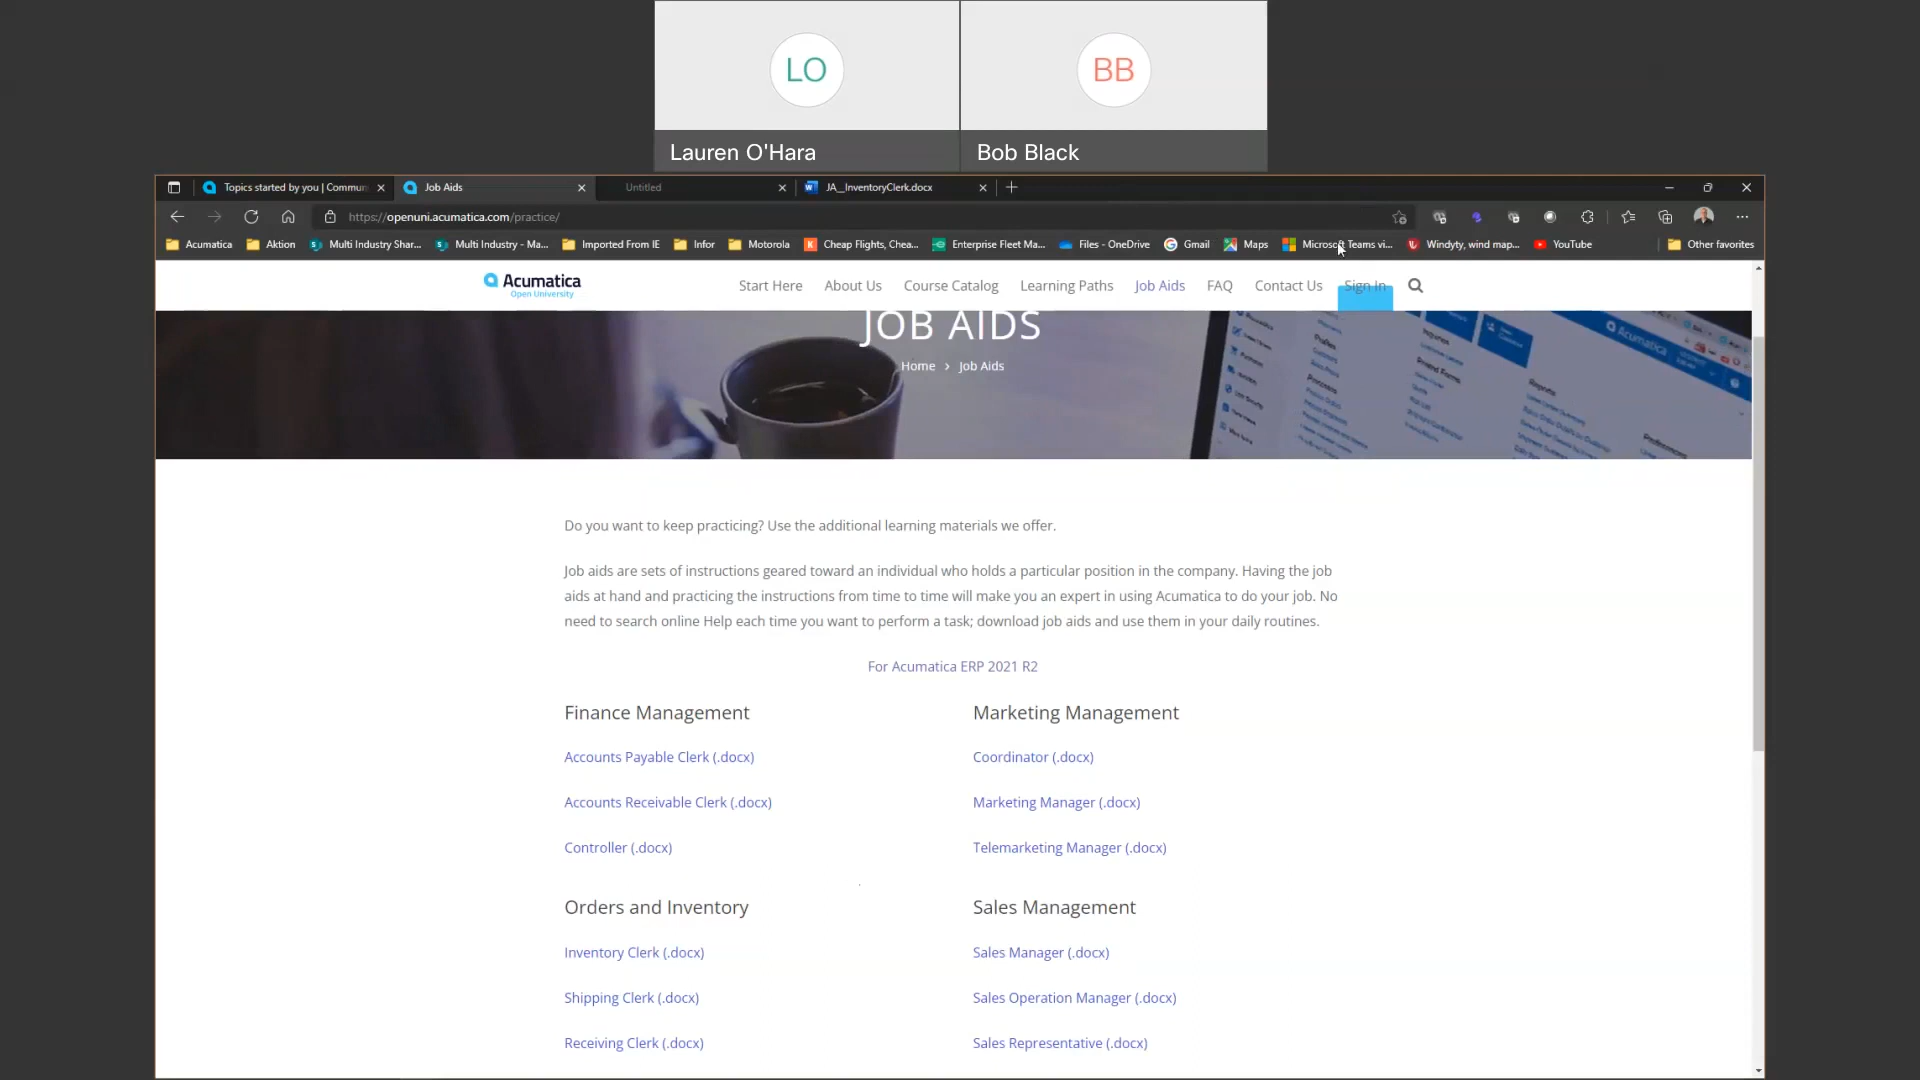 LO
BB
Lauren O'Hara
Bob Black
Topics started by you | Commun
Job Aids
Untitled
JA__InventoryClerk.docx
https://openuni.acumatica.com/practice/
Acumatica
Aktion
Multi Industry Shar...
Multi Industry - Ma...
Imported From IE
Infor
Motorola
Cheap Flights, Chea...
Enterprise Fleet Ma...
Files - OneDrive
Gmail
Maps
Microsoft Teams vi...
Windyty, wind map...
YouTube
Other favorites
Acumatica
Open University
Start Here
About Us
Course Catalog
Learning Paths
Job Aids
FAQ
Contact Us
Sign In
JOB AIDS
Home > Job Aids
Acumatica
Do you want to keep practicing? Use the additional learning materials we offer.
Job aids are sets of instructions geared toward an individual who holds a particular position in the company. Having the job
aids at hand and practicing the instructions from time to time will make you an expert in using Acumatica to do your job. No
need to search online Help each time you want to perform a task; download job aids and use them in your daily routines.
For Acumatica ERP 2021 R2
Finance Management
Accounts Payable Clerk (.docx)
Accounts Receivable Clerk (.docx)
Controller (.docx)
Marketing Management
Coordinator (.docx)
Marketing Manager (.docx)
Telemarketing Manager (.docx)
Orders and Inventory
Inventory Clerk (.docx)
Shipping Clerk (.docx)
Receiving Clerk (.docx)
Sales Management
Sales Manager (.docx)
Sales Operation Manager (.docx)
Sales Representative (.docx)